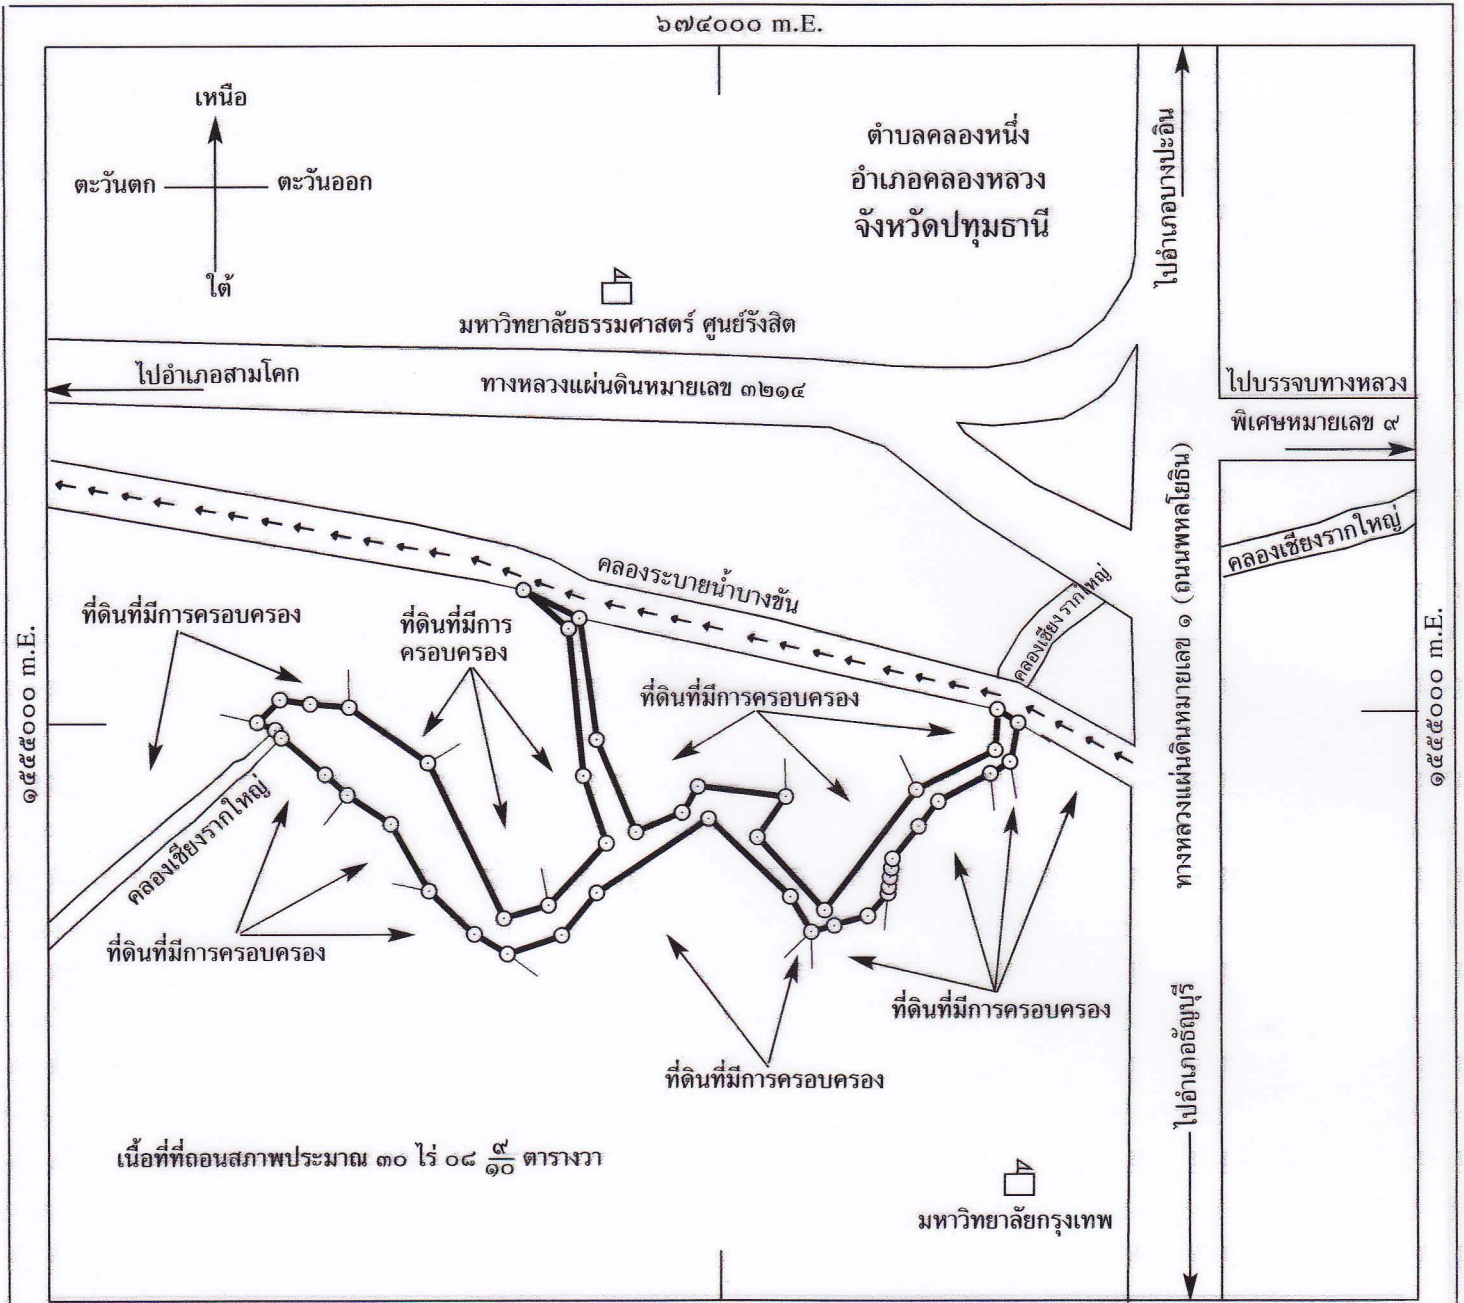 ๖๗๔๐๐๐ m.E.
เหนือ
ตะวันตก
ตะวันออก
ใต้
ตำบลคลองหนึ่ง
อำเภอคลองหลวง
จังหวัดปทุมธานี
ไปอำเภอบางปะอิน
มหาวิทยาลัยธรรมศาสตร์ ศูนย์รังสิต
ไปอำเภอสามโคก
ทางหลวงแผ่นดินหมายเลข ๓๒๑๔
ไปบรรจบทางหลวง
พิเศษหมายเลข ๙
ทางหลวงแผ่นดินหมายเลข ๑ (ถนนพหลโยธิน)
คลองเชียงรากใหญ่
คลองระบายน้ำบางขัน
คลองเชียงรากใหญ่
ที่ดินที่มีการครอบครอง
ที่ดินที่มีการ
ครอบครอง
ที่ดินที่มีการครอบครอง
๑๕๕๕๐๐๐ m.E.
๑๕๕๕๐๐๐ m.E.
คลองเชียงรากใหญ่
ที่ดินที่มีการครอบครอง
ที่ดินที่มีการครอบครอง
ที่ดินที่มีการครอบครอง
ไปอำเภอธัญบุรี
เนื้อที่ที่ถอนสภาพประมาณ ๓๐ ไร่ ๐๘ ๙/๑๐ ตารางวา
มหาวิทยาลัยกรุงเทพ